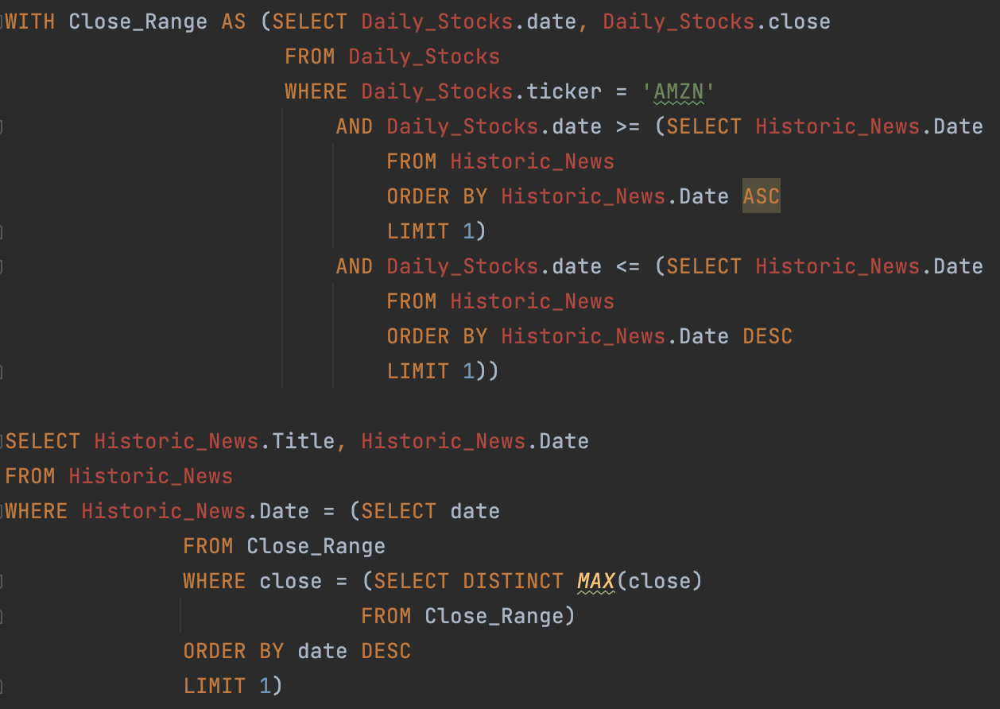 WITH Close_Range AS (SELECT Daily_Stocks.date, Daily_Stocks.close
FROM Daily_Stocks
WHERE Daily_Stocks.ticker = 'AMZN'
AND Daily_Stocks.date >= (SELECT Historic_News.Date
FROM Historic_News
ORDER BY Historic_News.Date ASC
LIMIT 1)
AND Daily_Stocks.date <= (SELECT Historic_News.Date
FROM Historic_News
ORDER BY Historic_News.Date DESC
LIMIT 1))
SELECT Historic_News.Title, Historic_News.Date
FROM Historic_News
WHERE Historic_News.Date = (SELECT date
FROM Close_Range
WHERE close = (SELECT DISTINCT MAX(close)
FROM Close_Range)
ORDER BY date DESC
LIMIT 1)